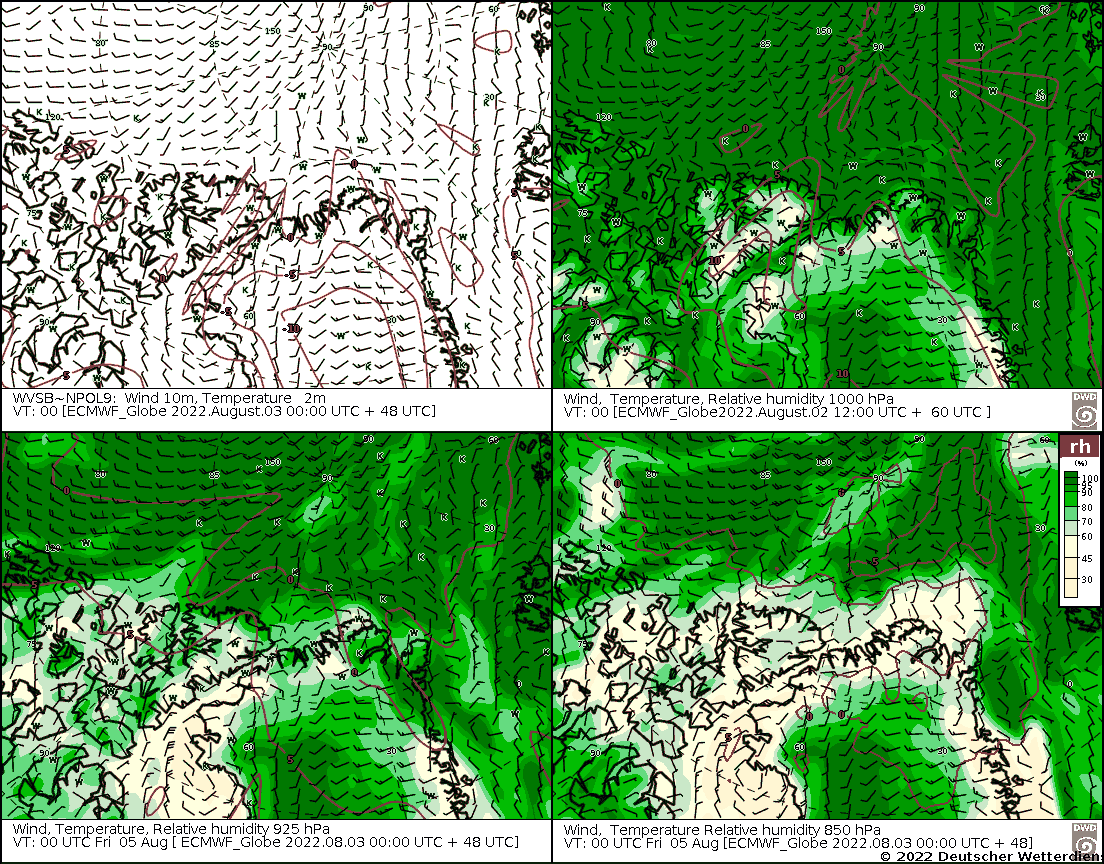 WVSB~NPOL9:  Wind 10m, Temperature   2m
VT: 00 [ECMWF_Globe 2022.August.03 00:00 UTC + 48 UTC]
Wind,  Temperature, Relative humidity 1000 hPa
VT: 00 [ECMWF_Globe2022.August.02 12:00 UTC +  60 UTC ]
DWD
rh
(%)
100
95
90
80
70
60
45
30
Wind, Temperature, Relative humidity 925 hPa
VT: 00 UTC Fri  05 Aug [ ECMWF_Globe 2022.08.03 00:00 UTC + 48 UTC]
Wind,  Temperature Relative humidity 850 hPa
VT: 00 UTC Fri  05 Aug [ ECMWF_Globe 2022.08.03 00:00 UTC + 48]
DWD
© 2022 Deutscher Wetterdien